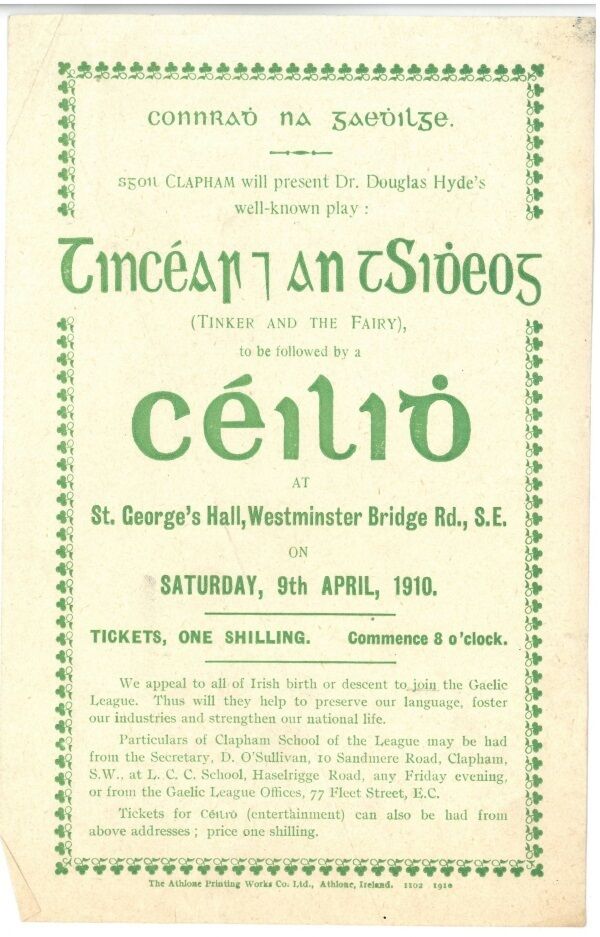 Connraḋ na Gaeḋilge.
Sgoil CLAPHAM will present Dr. Douglas Hyde's
well-known play :
Tincéar ⁊ an tSiḋeog
(TINKER AND THE FAIRY),
to be followed by a
céiliḋ
AT
St. George's Hall, Westminster Bridge Rd., S.E.
ON
SATURDAY, 9th APRIL, 1910.
TICKETS, ONE SHILLING. Commence 8 o'clock.
We appeal to all of Irish birth or descent to join the Gaelic
League. Thus will they help to preserve our language, foster
our industries and strengthen our national life.
Particulars of Clapham School of the League may be had
from the Secretary, D. O'Sullivan, 10 Sandmere Road, Clapham,
S.W., at L. C. C. School, Haselrigge Road, any Friday evening,
or from the Gaelic League Offices, 77 Fleet Street, E.C.
Tickets for Céiliḋ (entertainment) can also be had from
above addresses ; price one shilling.
The Athlone Printing Works Co. Ltd., Athlone, Ireland. 1102 1910